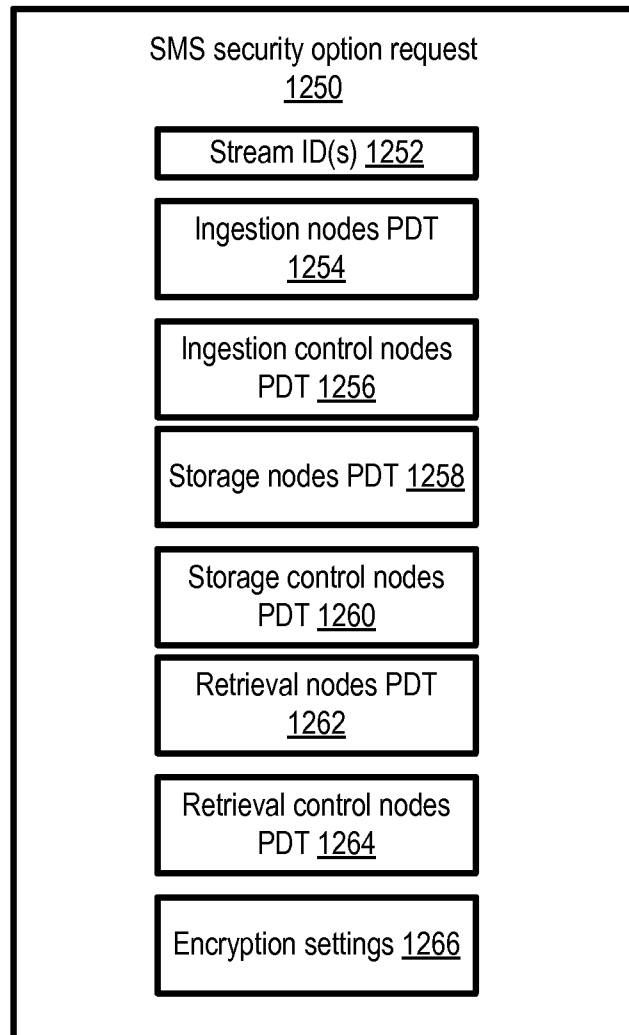 SMS security option request
1250
Stream ID(s) 1252
Ingestion nodes PDT
1254
Ingestion control nodes
PDT 1256
Storage nodes PDT 1258
Storage control nodes
PDT 1260
Retrieval nodes PDT
1262
Retrieval control nodes
PDT 1264
Encryption settings 1266